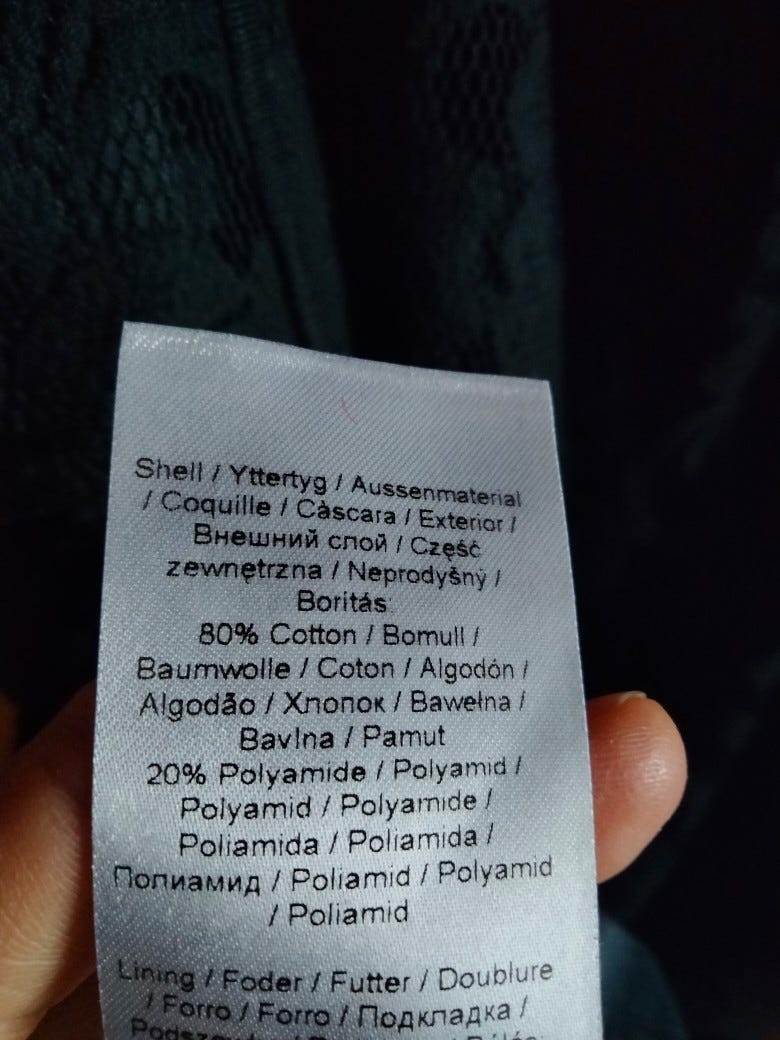 Shell / Yttertyg / Aussenmaterial
/ Coquille / Càscara / Exterior /
Внешний слой / Część
zewnętrzna / Neprodyšný /
Boritás:
80% Cotton / Bomull /
Baumwolle / Coton / Algodón /
Algodão / Хлопок / Bawełna /
Bavlna / Pamut
20% Polyamide / Polyamid /
Polyamid / Polyamide /
Poliamida / Poliamida /
Полиамид / Poliamid / Polyamid
/ Poliamid
Lining / Foder / Futter / Doublure
/ Forro / Forro / Подкладка /